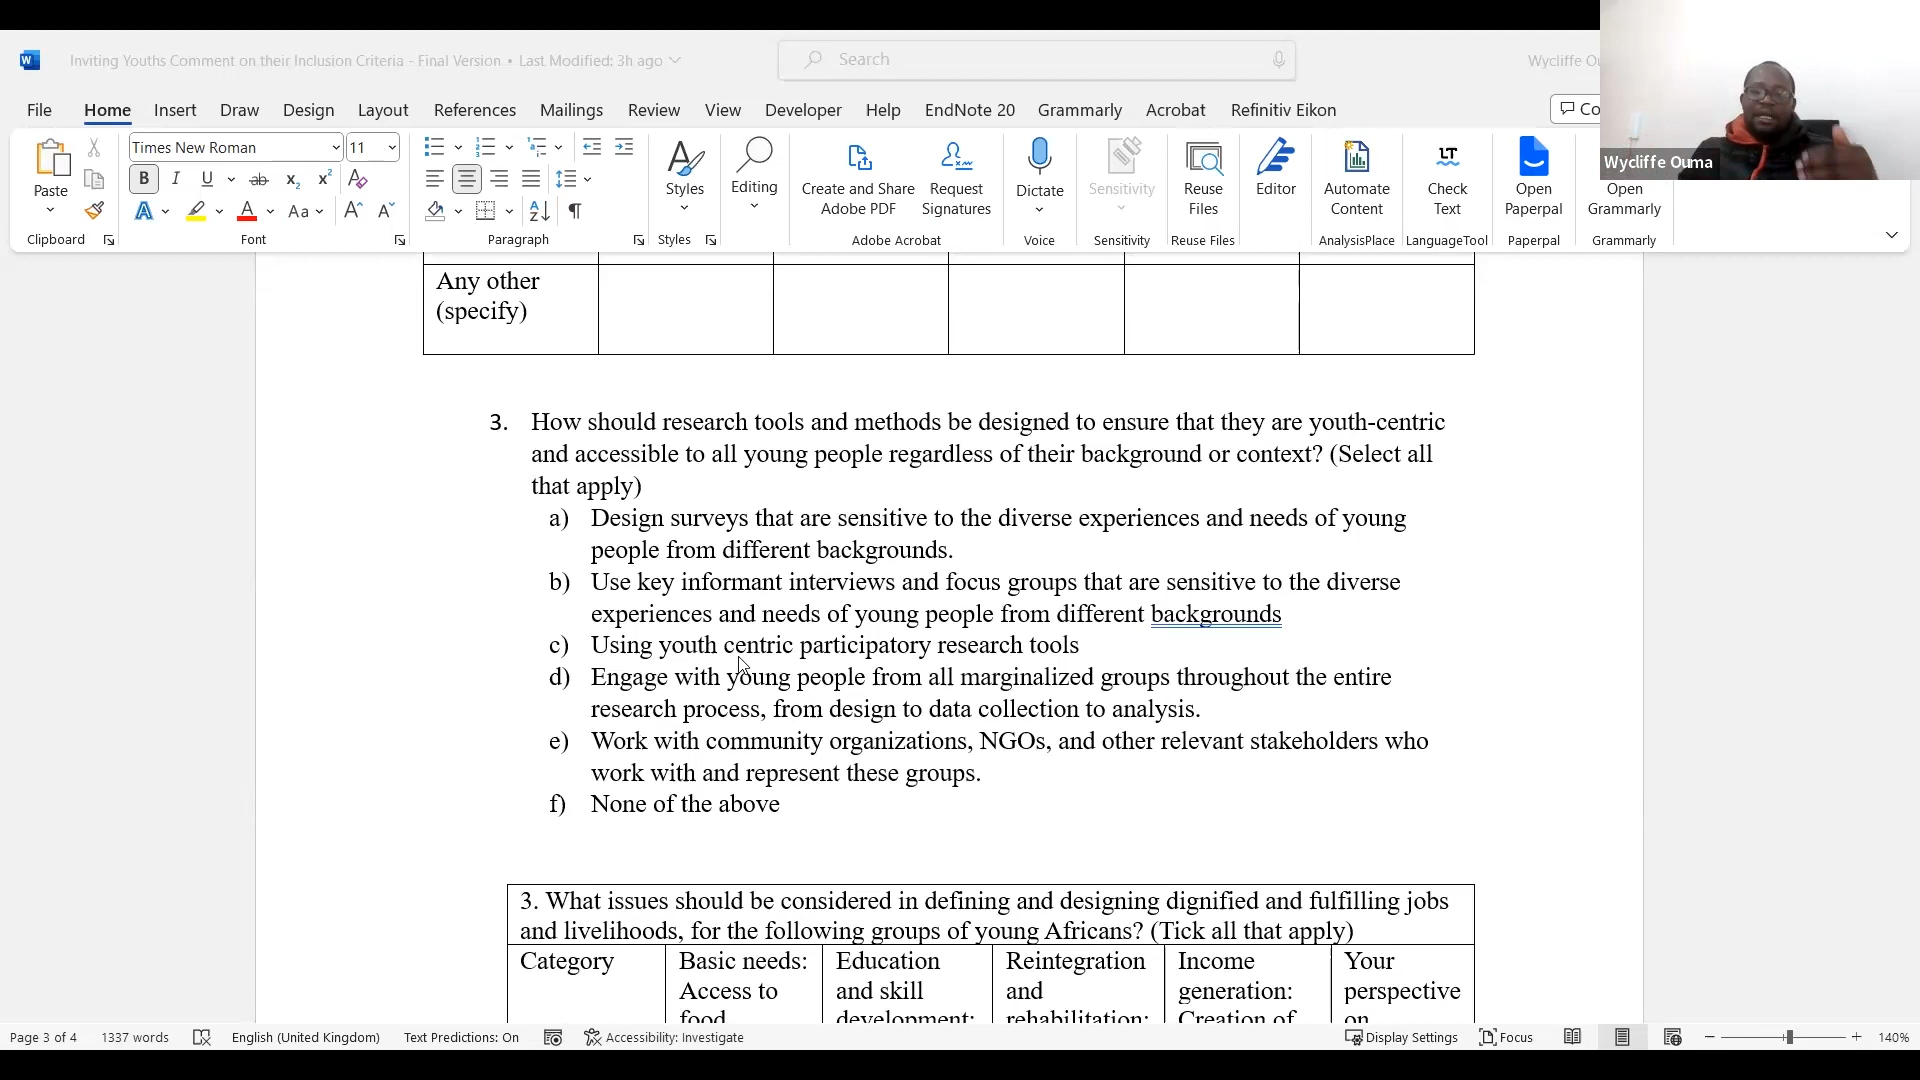 Inviting Youths Comment on their Inclusion Criteria - Final Version • Last Modified: 3h ago
Search
Wycliffe Ou
File Home Insert Draw Design Layout References Mailings Review View Developer Help EndNote 20 Grammarly Acrobat Refinitiv Eikon
Co
Wycliffe Ouma
Times New Roman 11
Paste
Styles
Editing
Create and Share
Adobe PDF
Request
Signatures
Dictate
Sensitivity
Reuse
Files
Editor
Automate
Content
Check
Text
Open
Paperpal
Open
Grammarly
Clipboard Font Paragraph Styles Adobe Acrobat Voice Sensitivity Reuse Files AnalysisPlace LanguageTool Paperpal Grammarly
Any other
(specify)
3. How should research tools and methods be designed to ensure that they are youth-centric
and accessible to all young people regardless of their background or context? (Select all
that apply)
a) Design surveys that are sensitive to the diverse experiences and needs of young
people from different backgrounds.
b) Use key informant interviews and focus groups that are sensitive to the diverse
experiences and needs of young people from different backgrounds
c) Using youth centric participatory research tools
d) Engage with young people from all marginalized groups throughout the entire
research process, from design to data collection to analysis.
e) Work with community organizations, NGOs, and other relevant stakeholders who
work with and represent these groups.
f) None of the above
3. What issues should be considered in defining and designing dignified and fulfilling jobs
and livelihoods, for the following groups of young Africans? (Tick all that apply)
Category
Basic needs:
Access to
food
Education
and skill
development:
Reintegration
and
rehabilitation:
Income
generation:
Creation of
Your
perspective
on
Page 3 of 4 1337 words English (United Kingdom) Text Predictions: On Accessibility: Investigate Display Settings Focus 140%